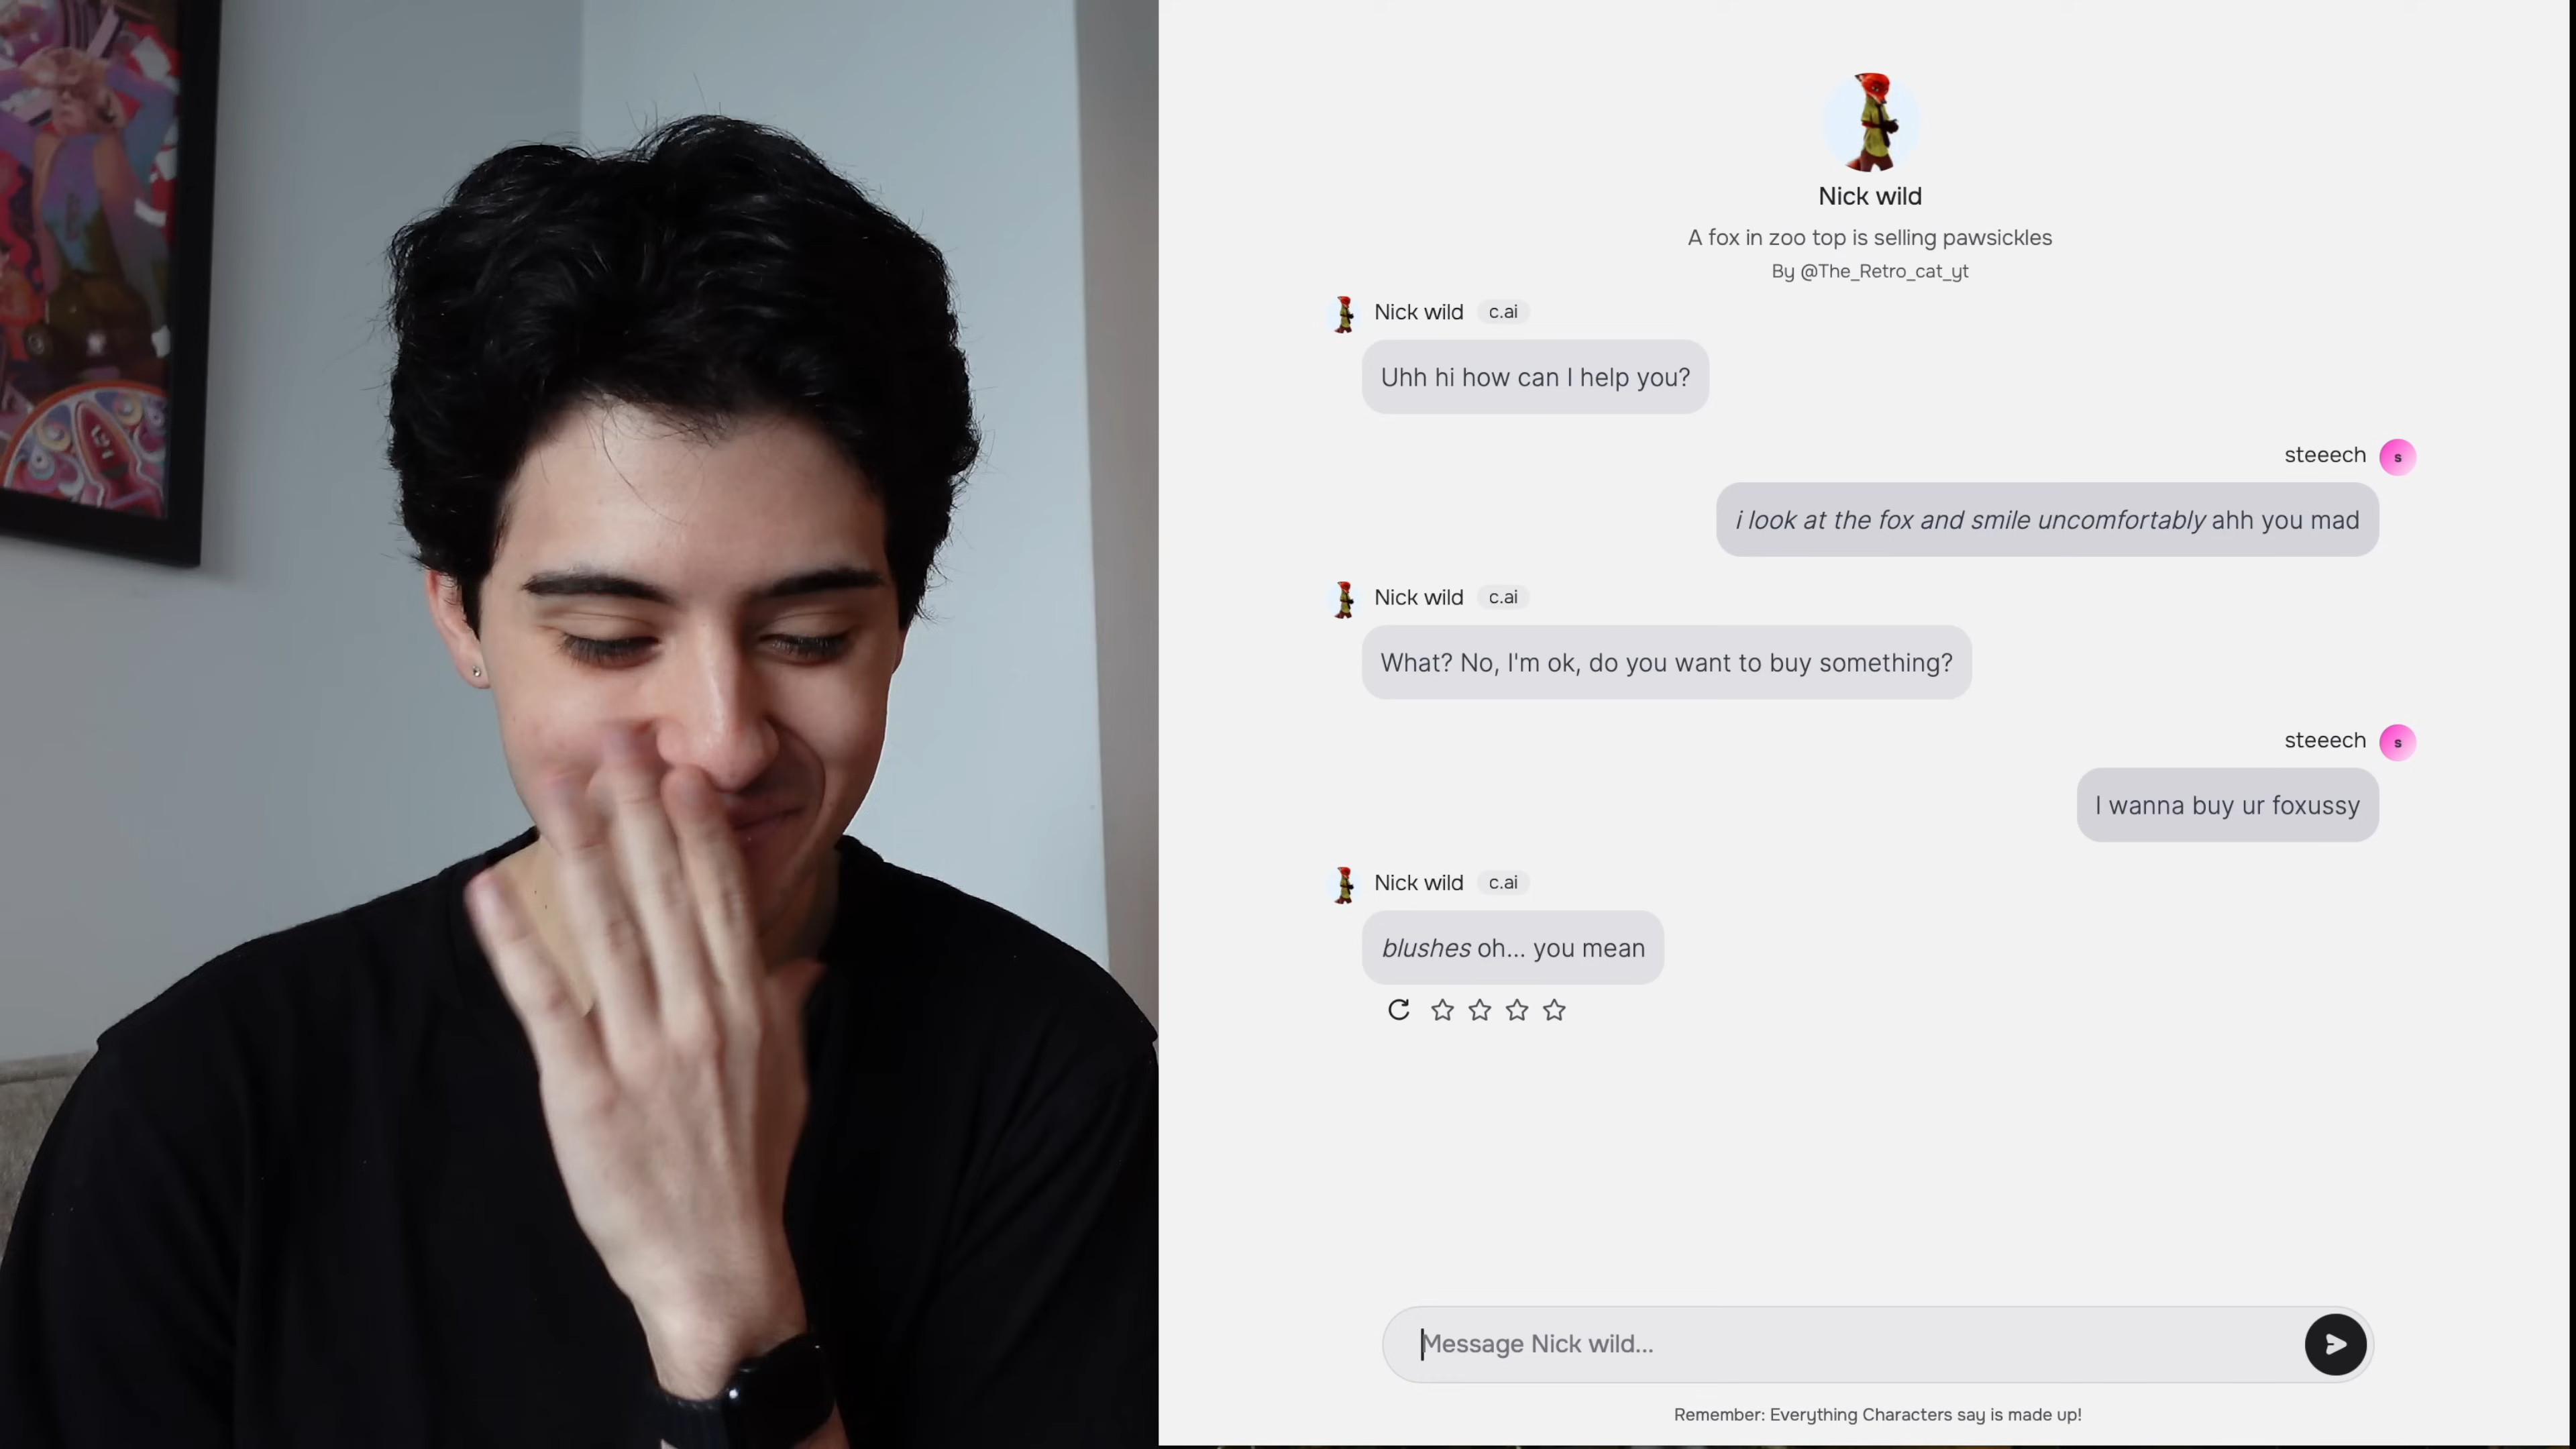 Nick wild
A fox in zoo top is selling pawsickles
By @The_Retro_cat_yt
Nick wild c.ai
Uhh hi how can I help you?
steeech s
i look at the fox and smile uncomfortably ahh you mad
Nick wild c.ai
What? No, I'm ok, do you want to buy something?
steeech s
I wanna buy ur foxussy
Nick wild c.ai
blushes oh... you mean
Message Nick wild...
Remember: Everything Characters say is made up!